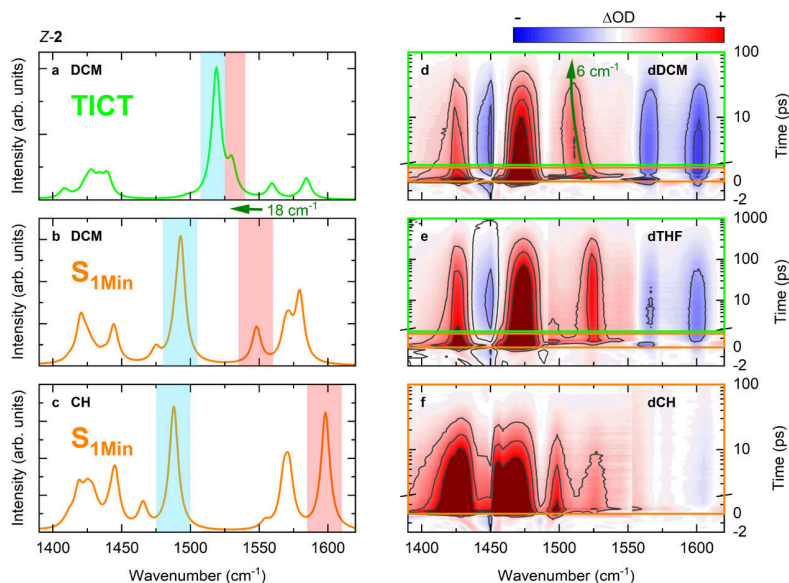 Z-2
- ΔOD +
a DCM
TICT
Intensity (arb. units)
18 cm-1
b DCM
S1Min
Intensity (arb. units)
c CH
S1Min
Intensity (arb. units)
1400 1450 1500 1550 1600
Wavenumber (cm-1)
d dDCM
6 cm-1
100
10
0
-2
Time (ps)
e dTHF
1000
100
10
0
-2
Time (ps)
f dCH
100
10
0
-2
Time (ps)
1400 1450 1500 1550 1600
Wavenumber (cm-1)